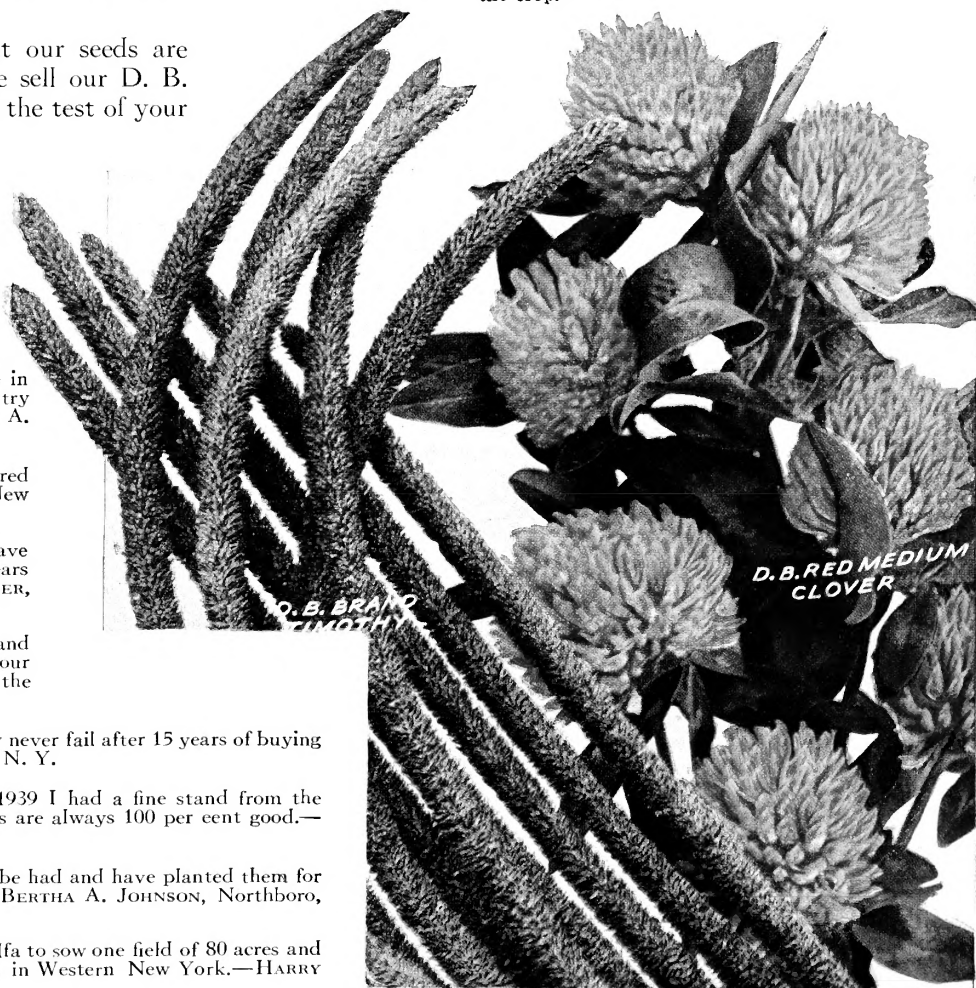 the crop.
t our seeds are
e sell our D. B.
the test of your
in
try
A.
red
New
ave
ars
ER,
and
our
the
never fail after 15 years of buying
N. Y.
1939 I had a fine stand from the
s are always 100 per cent good.—
be had and have planted them for
BERTHA A. JOHNSON, Northboro,
lfa to sow one field of 80 acres and
in Western New York.—HARRY
D. B. BRAND
TIMOTHY
D. B. RED MEDIUM
CLOVER